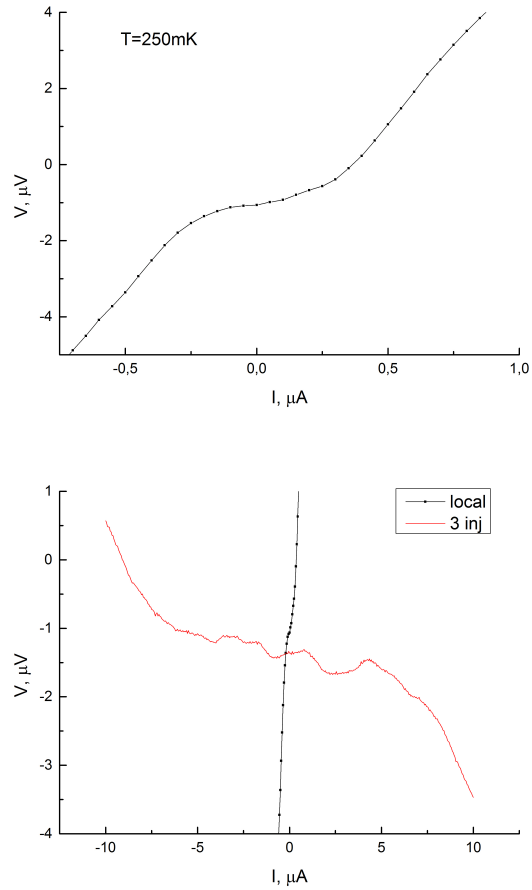 T=250mK
4
2
0
-2
-4
V, μV
-0,5
0,0
0,5
1,0
I, μA
local
3 inj
1
0
-1
-2
-3
-4
V, μV
-10
-5
0
5
10
I, μA